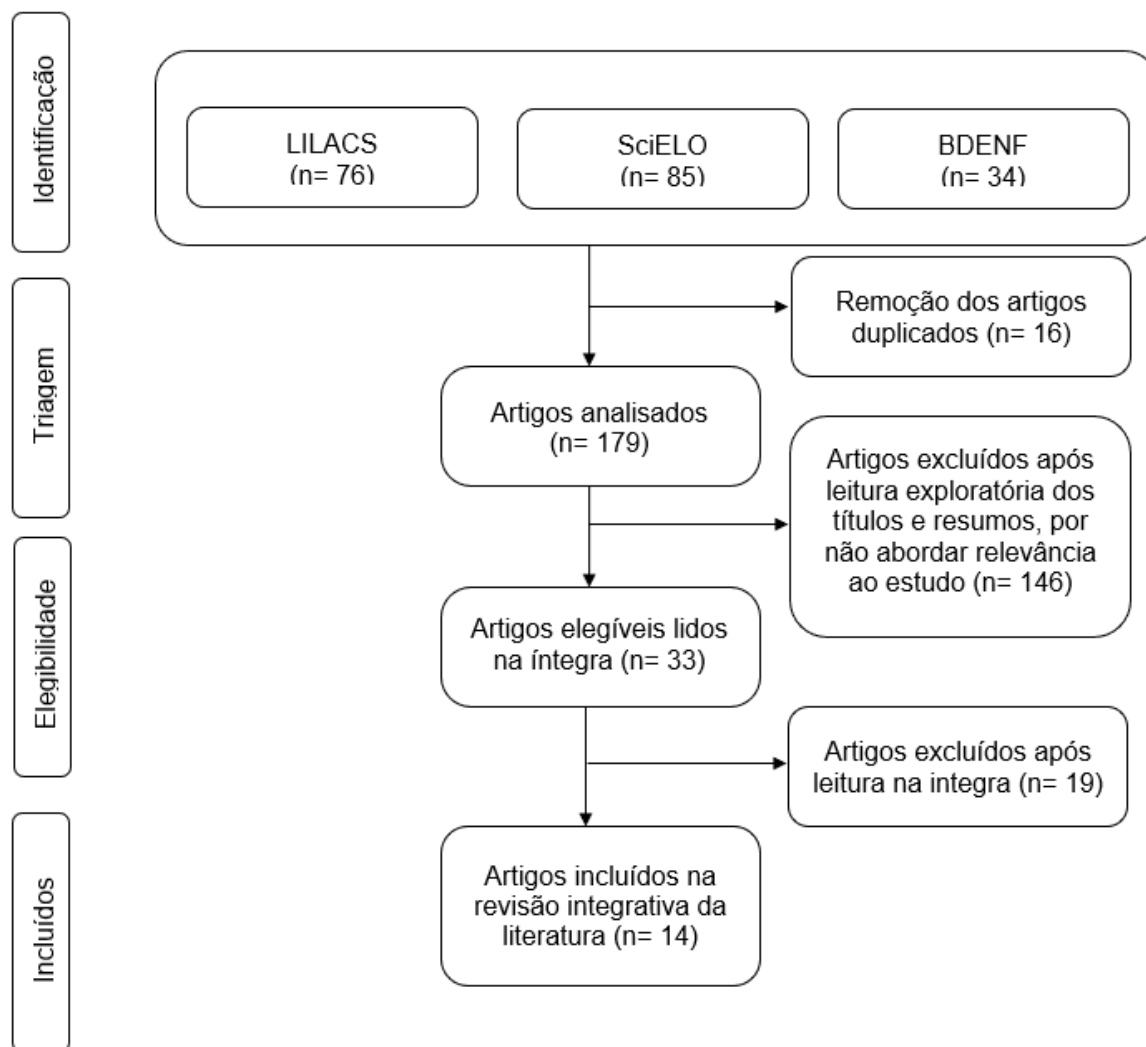 Identificação
LILACS
(n= 76)
SciELO
(n= 85)
BDENF
(n= 34)
Triagem
Remoção dos artigos
duplicados (n= 16)
Artigos analisados
(n= 179)
Artigos excluídos após
leitura exploratória dos
títulos e resumos, por
não abordar relevância
ao estudo (n= 146)
Elegibilidade
Artigos elegíveis lidos
na íntegra (n= 33)
Artigos excluídos após
leitura na integra (n= 19)
Incluídos
Artigos incluídos na
revisão integrativa da
literatura (n= 14)